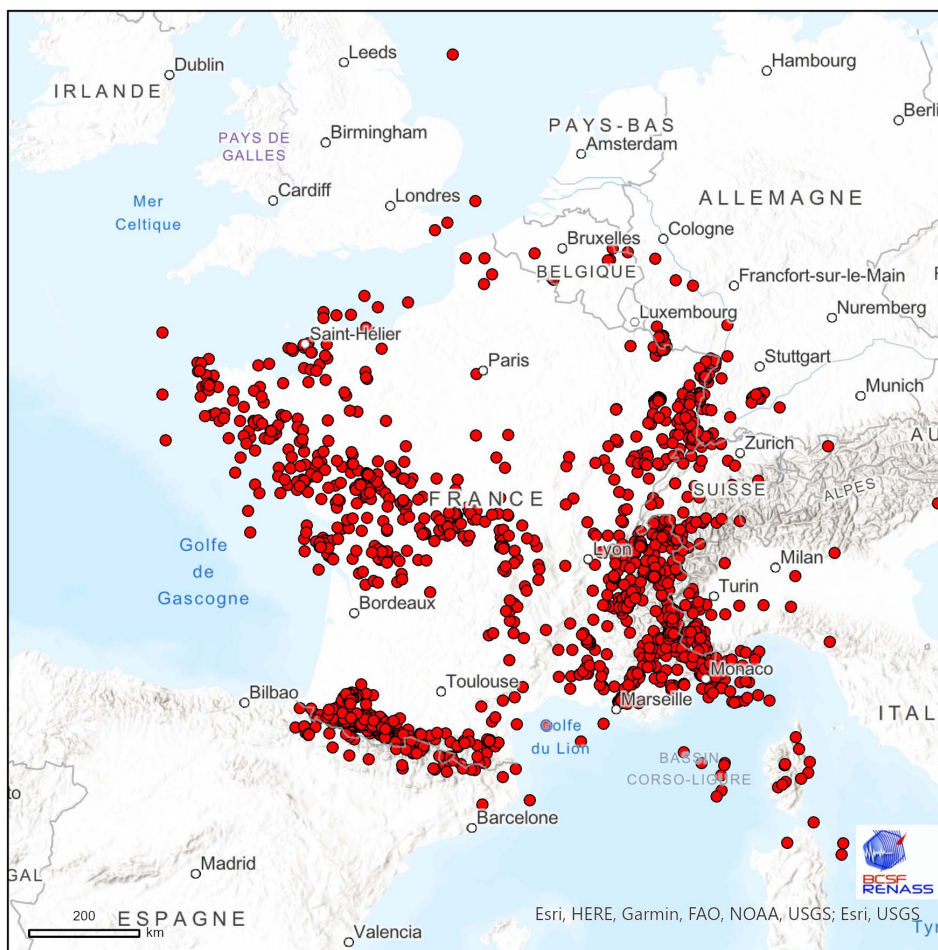 Leeds
Dublin
Hambourg
IRLANDE
Berli
PAYS-BAS
Birmingham
PAYS DE
GALLES
Amsterdam
Cardiff
Londres
ALLEMAGNE
Mer
Celtique
Cologne
Bruxelles
BELGIQUE
Francfort-sur-le-Main
Luxembourg
Nuremberg
Saint-Hélier
Paris
Stuttgart
Munich
AU
Zurich
SUISSE
ALPES
FRANCE
Golfe
de
Gascogne
Lyon
Milan
Turin
Bordeaux
Monaco
Toulouse
Bilbao
Marseille
ITAL
Golfe
du Lion
BASSIN
CORSO-LIGURE
to
Barcelone
Madrid
GAL
BCSF
RENASS
200
km
ESPAGNE
Esri, HERE, Garmin, FAO, NOAA, USGS; Esri, USGS
Valencia
Tyr